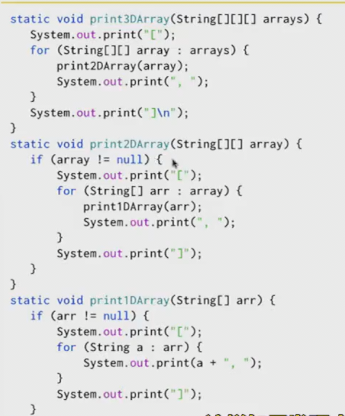 static void print3DArray(String[][][] arrays) {
    System.out.print("[");
    for (String[][] array : arrays) {
        print2DArray(array);
        System.out.print(", ");
    }
    System.out.print("]\n");
}
static void print2DArray(String[][] array) {
    if (array != null) {
        System.out.print("[");
        for (String[] arr : array) {
            print1DArray(arr);
            System.out.print(", ");
        }
        System.out.print("]");
    }
}
static void print1DArray(String[] arr) {
    if (arr != null) {
        System.out.print("[");
        for (String a : arr) {
            System.out.print(a + ", ");
        }
        System.out.print("]");
    }